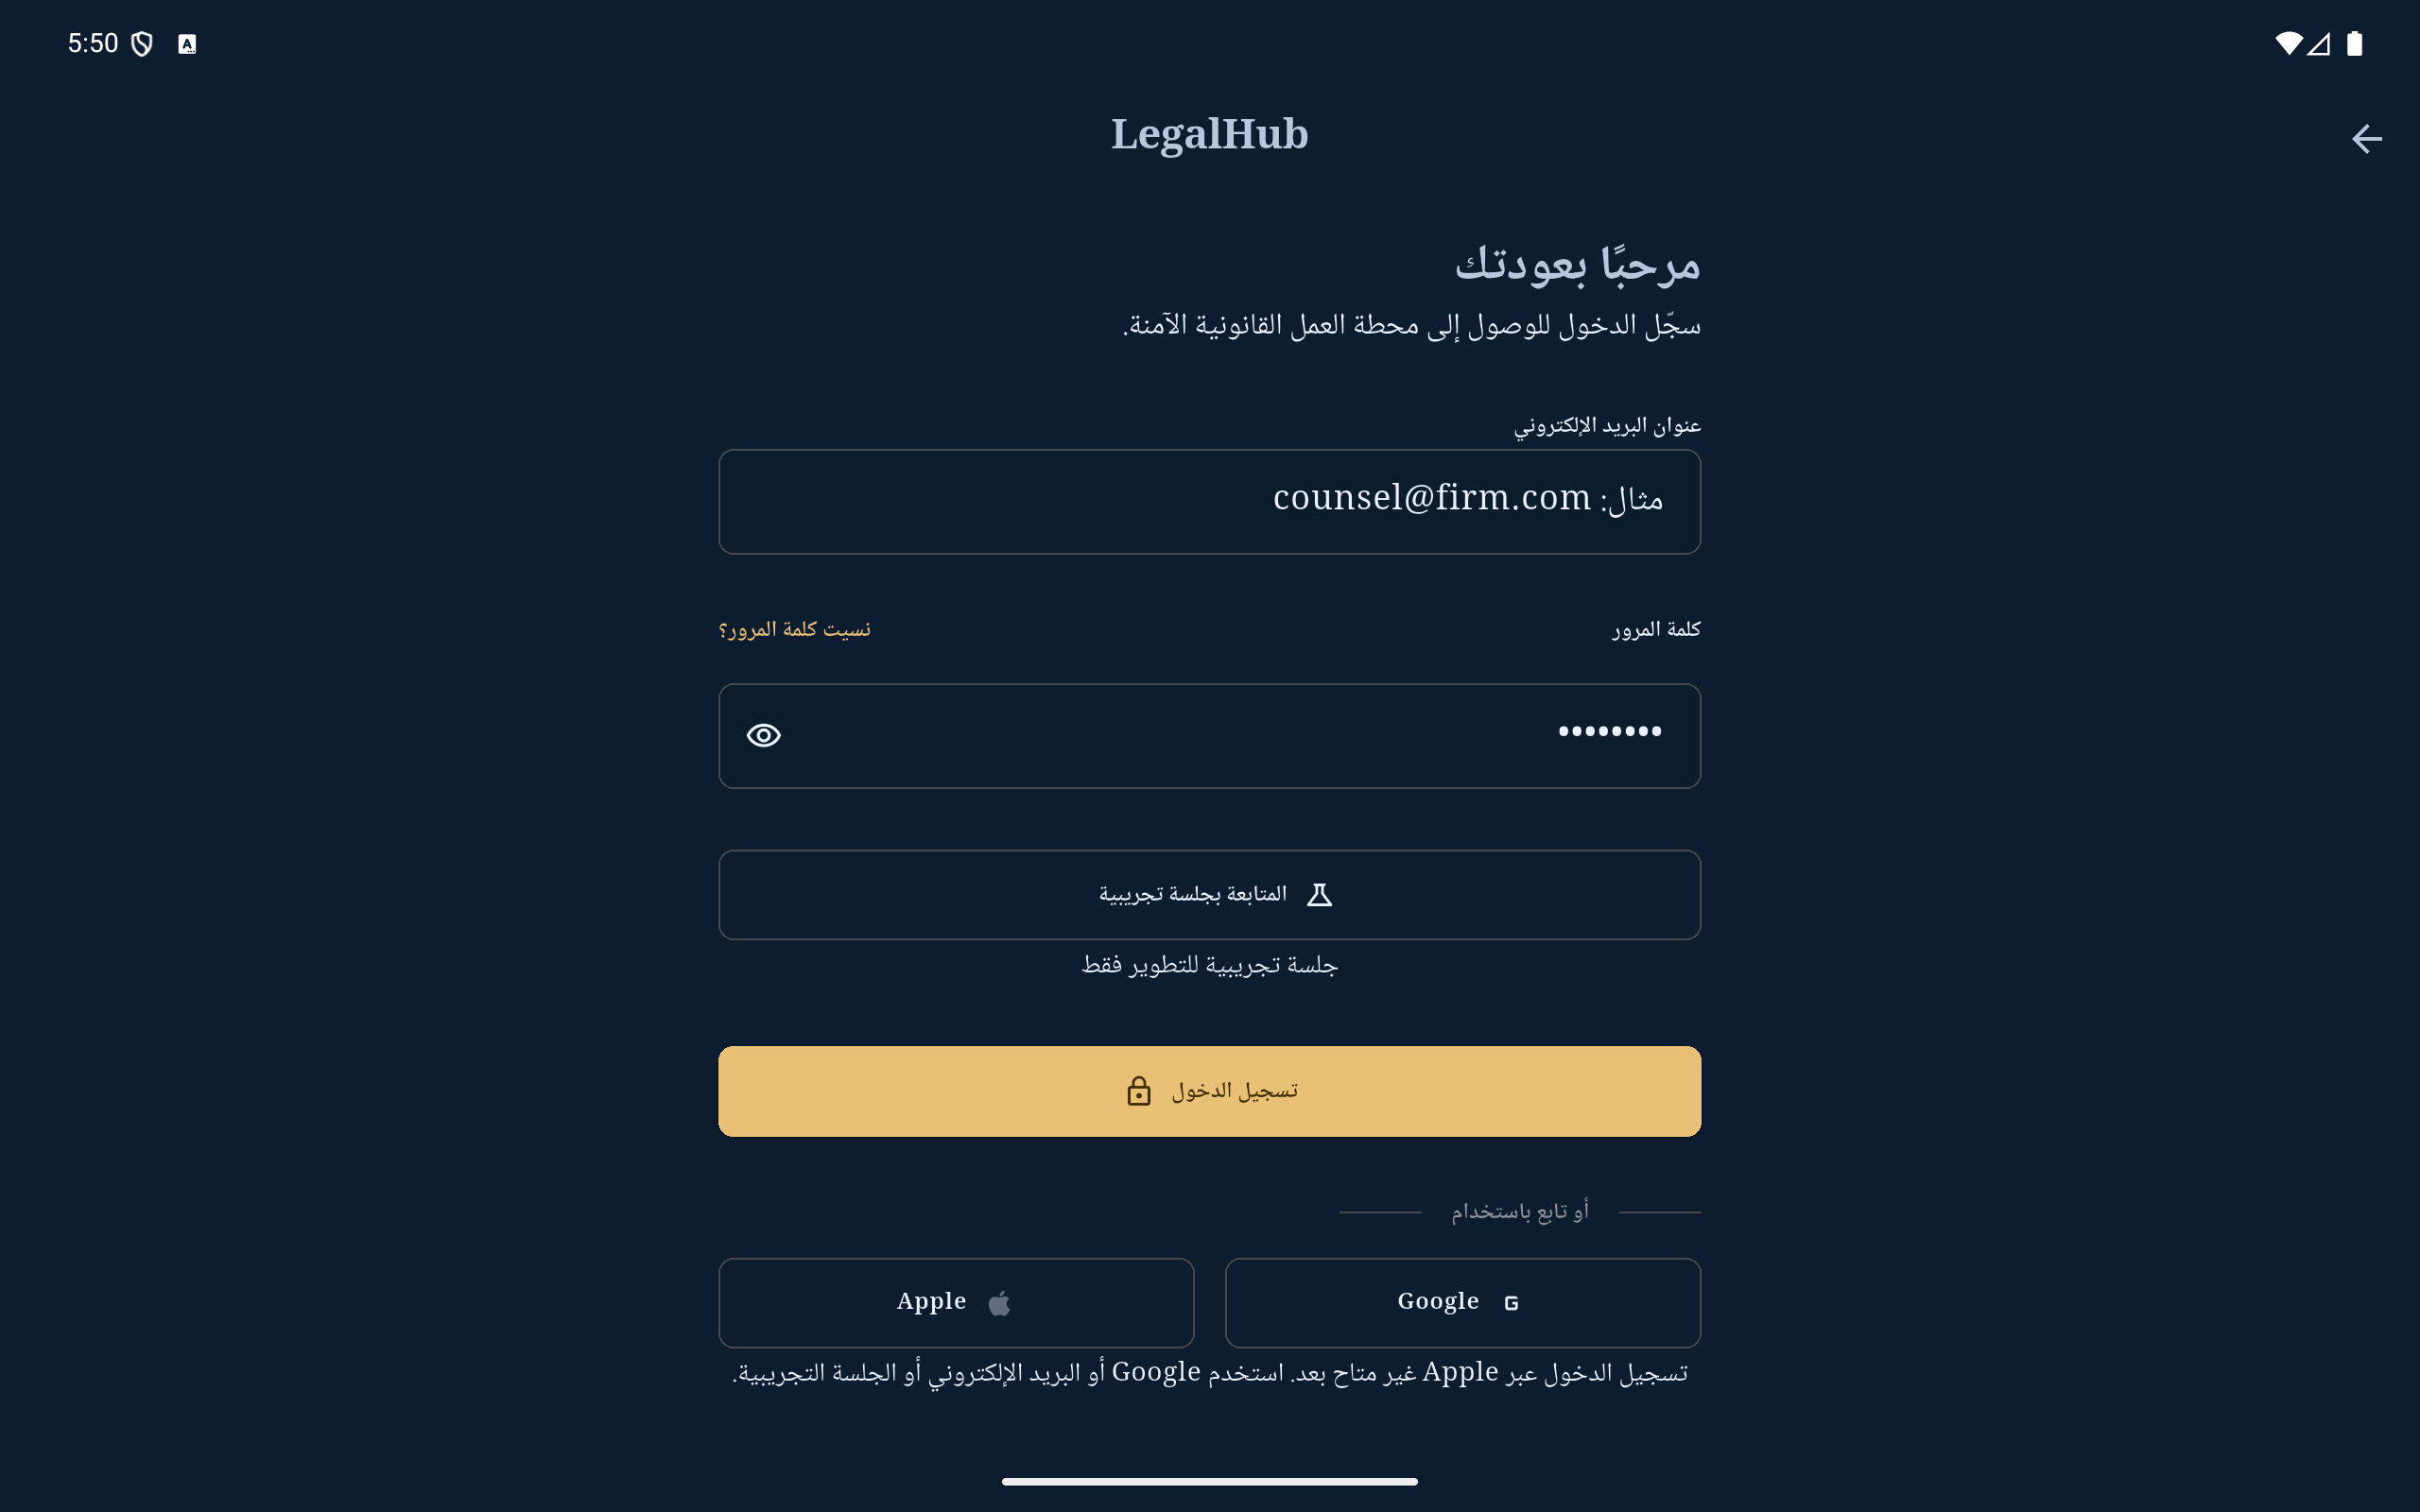 5:50
LegalHub
مرحبًا بعودتك
سجّل الدخول للوصول إلى محطة العمل القانونية الآمنة.
عنوان البريد الإلكتروني
مثال: counsel@firm.com
كلمة المرور
نسيت كلمة المرور؟
••••••••
المتابعة بجلسة تجريبية
جلسة تجريبية للتطوير فقط
تسجيل الدخول
أو تابع باستخدام
G Google
Apple
تسجيل الدخول عبر Apple غير متاح بعد. استخدم Google أو البريد الإلكتروني أو الجلسة التجريبية.